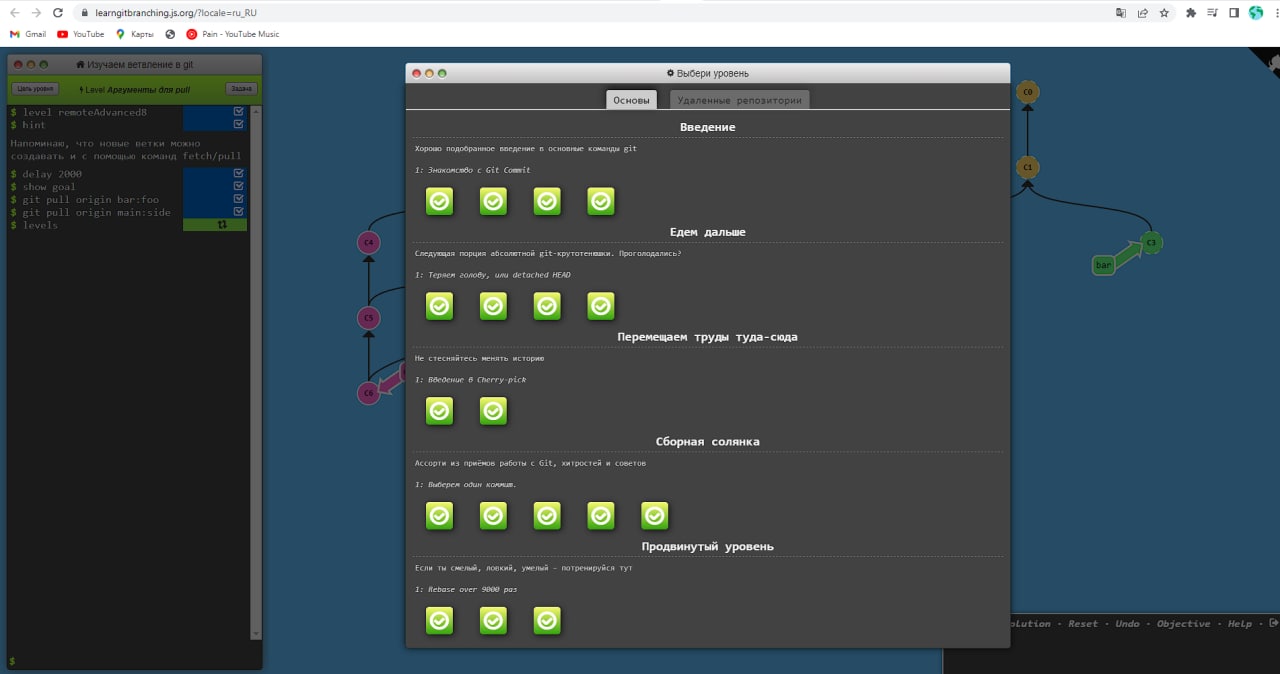 learngitbranching.js.org/?locale=ru_RU
Gmail
YouTube
Карты
Pain - YouTube Music
Изучаем ветвление в git
Цель уровня
Level Аргументы для pull
Задача
$ level remoteAdvanced8
$ hint
Напоминаю, что новые ветки можно
создавать и с помощью команд fetch/pull
$ delay 2000
$ show goal
$ git pull origin bar:foo
$ git pull origin main:side
$ levels
$
C4
C5
C6
Выбери уровень
Основы
Удаленные репозитории
Введение
Хорошо подобранное введение в основные команды git
1: Знакомство с Git Commit
Едем дальше
Следующая порция абсолютной git-крутотенюшки. Проголодались?
1: Теряем голову, или detached HEAD
Перемещаем труды туда-сюда
Не стесняйтесь менять историю
1: Введение в Cherry-pick
Сборная солянка
Ассорти из приёмов работы с Git, хитростей и советов
1: Выберем один коммит.
Продвинутый уровень
Если ты смелый, ловкий, умелый – потренируйся тут
1: Rebase over 9000 раз
C0
C1
C3
bar
olution · Reset · Undo · Objective · Help ·